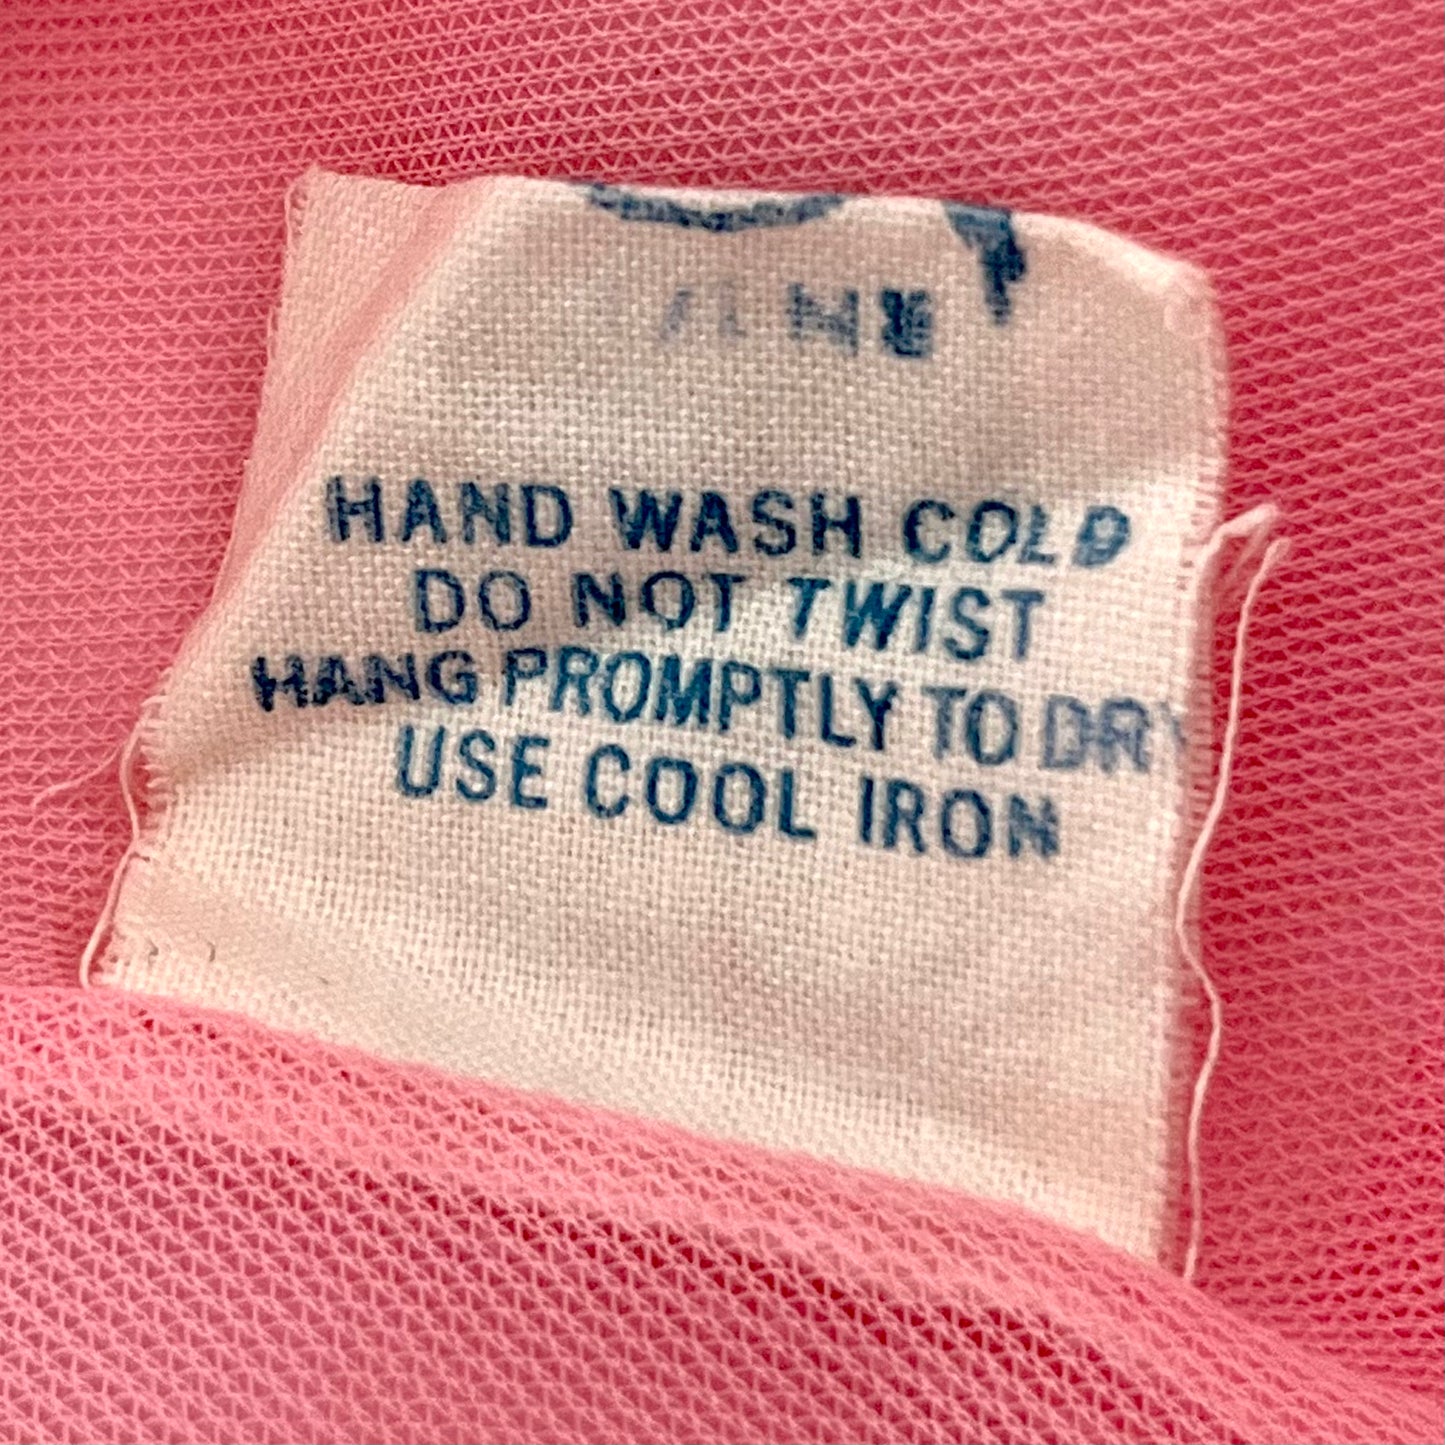 HAND WASH COLD
DO NOT TWIST
HANG PROMPTLY TO DRY
USE COOL IRON